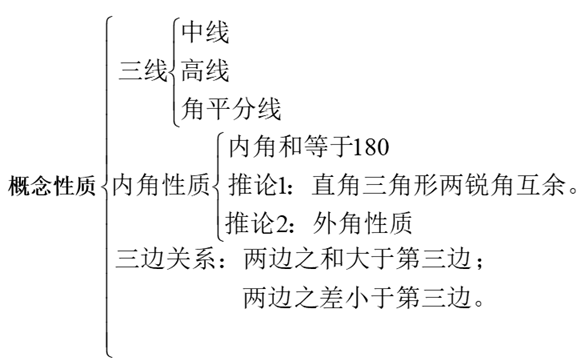 中线
三线
高线
角平分线
内角和等于180
概念性质
内角性质
推论1：直角三角形两锐角互余。
推论2：外角性质
三边关系：两边之和大于第三边；
两边之差小于第三边。